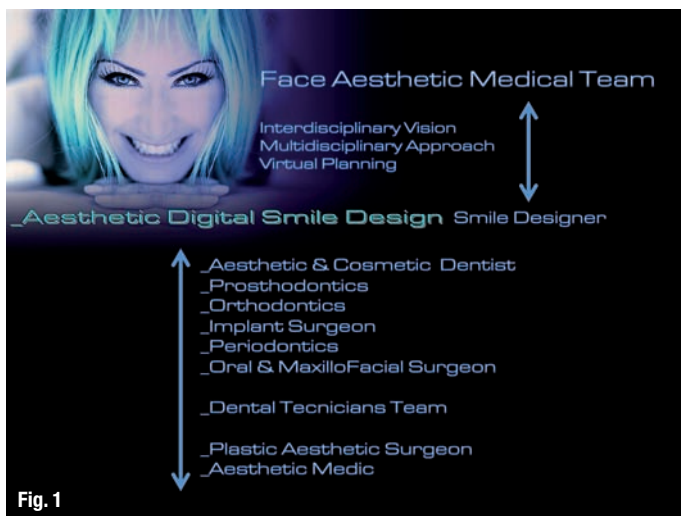 Face Aesthetic Medical Team
Interdisciplinary Vision
Multidisciplinary Approach
Virtual Planning
_Aesthetic Digital Smile Design Smile Designer
_Aesthetic & Cosmetic Dentist
_Prosthodontics
_Orthodontics
_Implant Surgeon
_Periodontics
_Oral & MaxilloFacial Surgeon
_Dental Tecnicians Team
_Plastic Aesthetic Surgeon
_Aesthetic Medic
Fig. 1